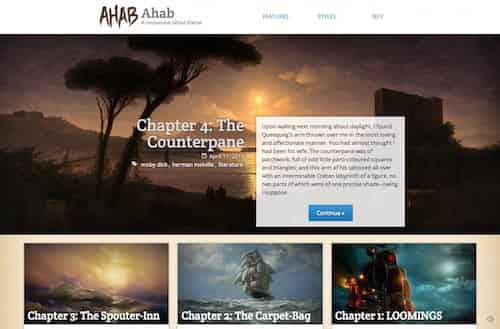 AHAB Ahab
A responsive Ghost theme
FEATURES STYLES BUY
Chapter 4: The
Counterpane
April 11, 2013
moby dick, herman melville, literature
Upon waking next morning about daylight, I found
Queequeg's arm thrown over me in the most loving
and affectionate manner. You had almost thought I
had been his wife. The counterpane was of
patchwork, full of odd little parti-coloured squares
and triangles; and this arm of his tattooed all over
with an interminable Cretan labyrinth of a figure, no
two parts of which were of one precise shade--owing
I suppose
Continue »
Chapter 3: The Spouter-Inn
Chapter 2: The Carpet-Bag
Chapter 1: LOOMINGS